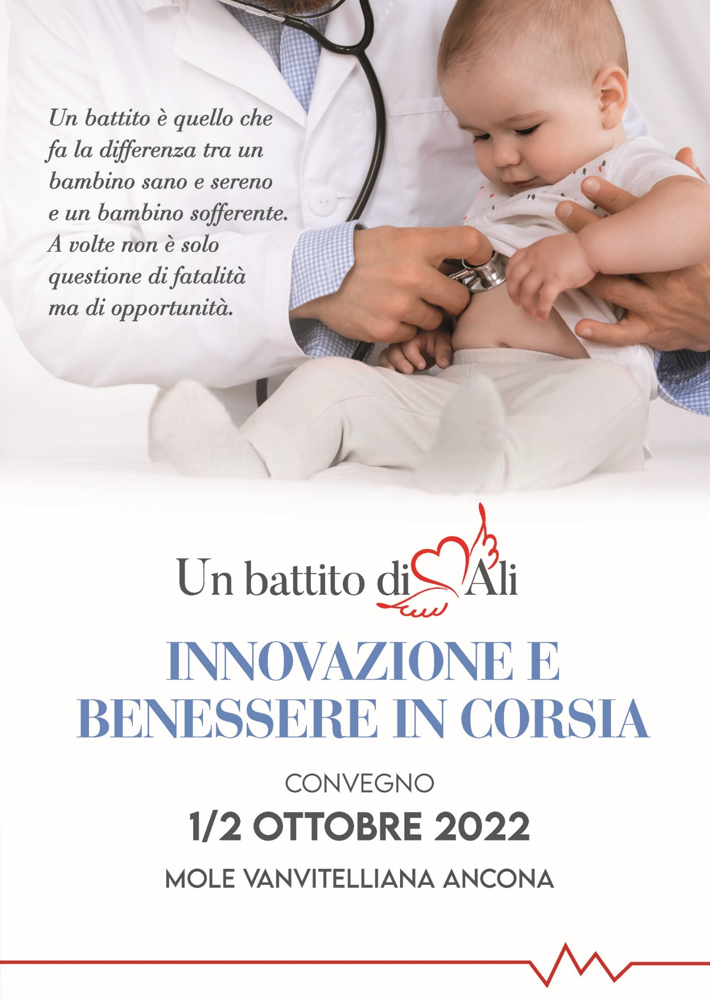 Un battito è quello che
fa la differenza tra un
bambino sano e sereno
e un bambino sofferente.
A volte non è solo
questione di fatalità
ma di opportunità.
Un battito di Ali
INNOVAZIONE E
BENESSERE IN CORSIA
CONVEGNO
1/2 OTTOBRE 2022
MOLE VANVITELLIANA ANCONA